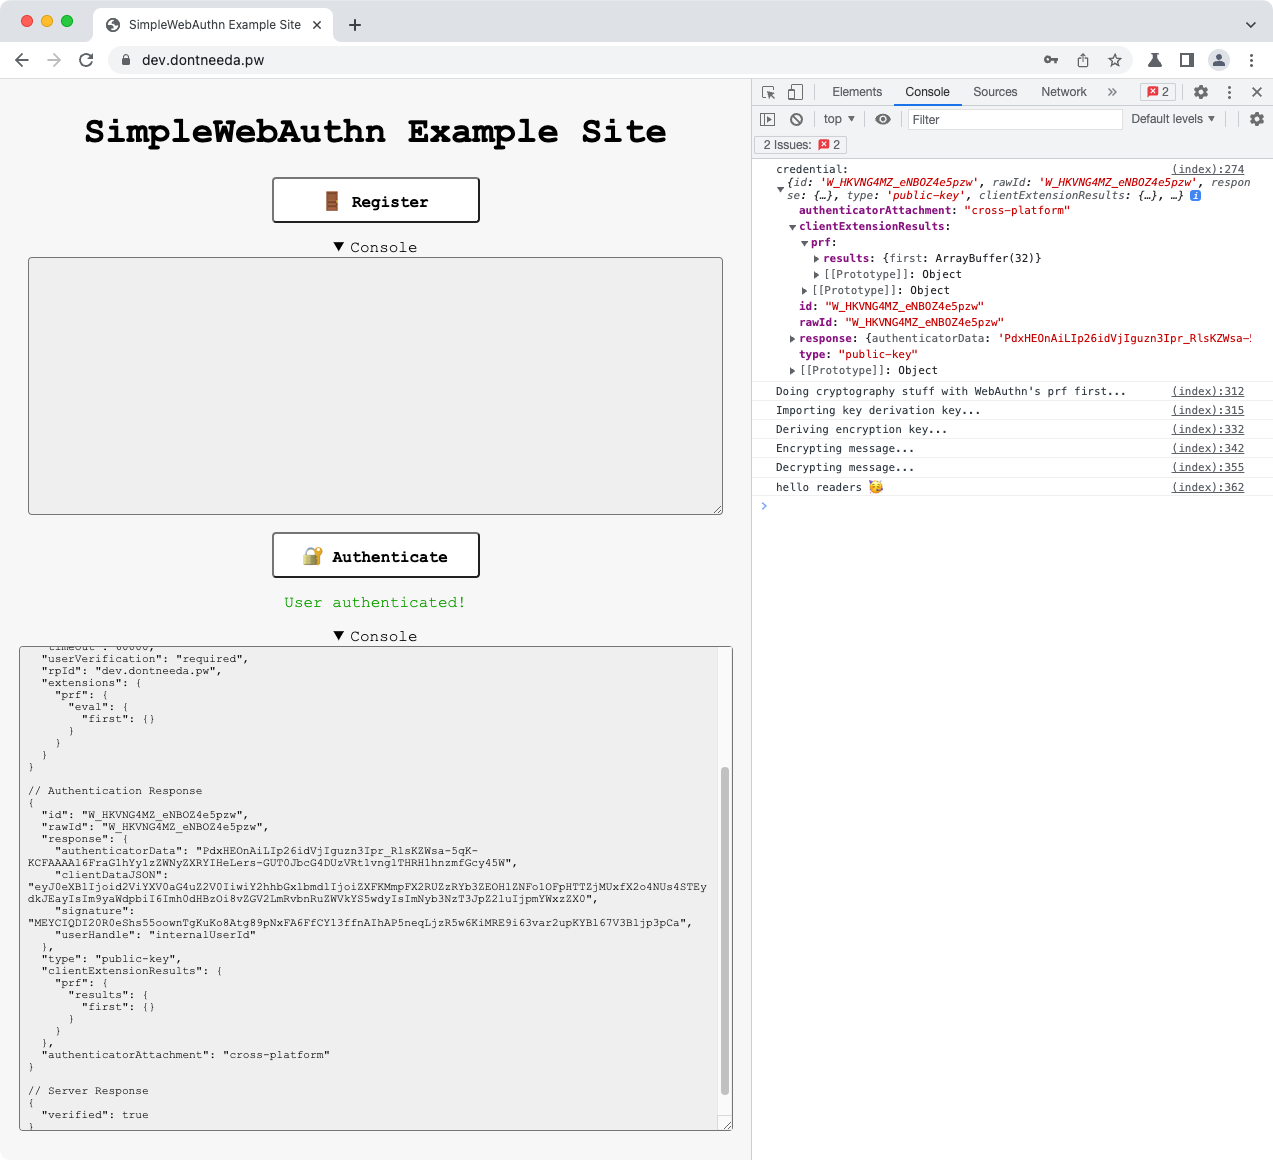 SimpleWebAuthn Example Site
dev.dontneeda.pw
SimpleWebAuthn Example Site
Register
▼ Console
Authenticate
User authenticated!
▼ Console
"timeout": 60000,
"userVerification": "required",
"rpId": "dev.dontneeda.pw",
"extensions": {
"prf": {
"eval": {
"first": {}
}
}
}
}
// Authentication Response
{
"id": "W_HKVNG4MZ_eNBOZ4e5pzw",
"rawId": "W_HKVNG4MZ_eNBOZ4e5pzw",
"response": {
"authenticatorData": "PdxHEOnAiLIp26idVjIguzn3Ipr_RlsKZWsa-5qK-
KCFAAAAl6FraGlhYy1zZWNyZXRYIHeLers-GUT0JbcG4DUzVRt1vnglTHRHlhnzmfGcy45W",
"clientDataJSON":
"eyJ0eXBlIjoid2ViYXV0aG4uZ2V0IiwiY2hhbGxlbmdlIjoiZXFKMmpFX2RUZzRYb3ZEOHlZNFo1OFpHTTZjMUxfX2o4NUs4STEy
dkJEayIsIm9yaWdpbiI6Imh0dHBzOi8vZGV2LmRvbnRuZWVkYS5wdyIsImNyb3NzT3JpZ2luIjpmYWxzZX0",
"signature":
"MEYCIQDI20R0eShs55oownTgKuKo8Atg89pNxFA6FfCYl3ffnAIhAP5neqLjzR5w6KiMRE9i63var2upKYBl67V3Bljp3pCa",
"userHandle": "internalUserId"
},
"type": "public-key",
"clientExtensionResults": {
"prf": {
"results": {
"first": {}
}
}
},
"authenticatorAttachment": "cross-platform"
}
// Server Response
{
"verified": true
}
Elements Console Sources Network » 2
top ▼ Filter Default levels ▼
2 Issues: 2
credential: (index):274
{id: 'W_HKVNG4MZ_eNBOZ4e5pzw', rawId: 'W_HKVNG4MZ_eNBOZ4e5pzw', respon
se: {…}, type: 'public-key', clientExtensionResults: {…}, …} i
authenticatorAttachment: "cross-platform"
clientExtensionResults:
prf:
results: {first: ArrayBuffer(32)}
[[Prototype]]: Object
[[Prototype]]: Object
id: "W_HKVNG4MZ_eNBOZ4e5pzw"
rawId: "W_HKVNG4MZ_eNBOZ4e5pzw"
response: {authenticatorData: 'PdxHEOnAiLIp26idVjIguzn3Ipr_RlsKZWsa-5
type: "public-key"
[[Prototype]]: Object
Doing cryptography stuff with WebAuthn's prf first... (index):312
Importing key derivation key... (index):315
Deriving encryption key... (index):332
Encrypting message... (index):342
Decrypting message... (index):355
hello readers 🥳 (index):362